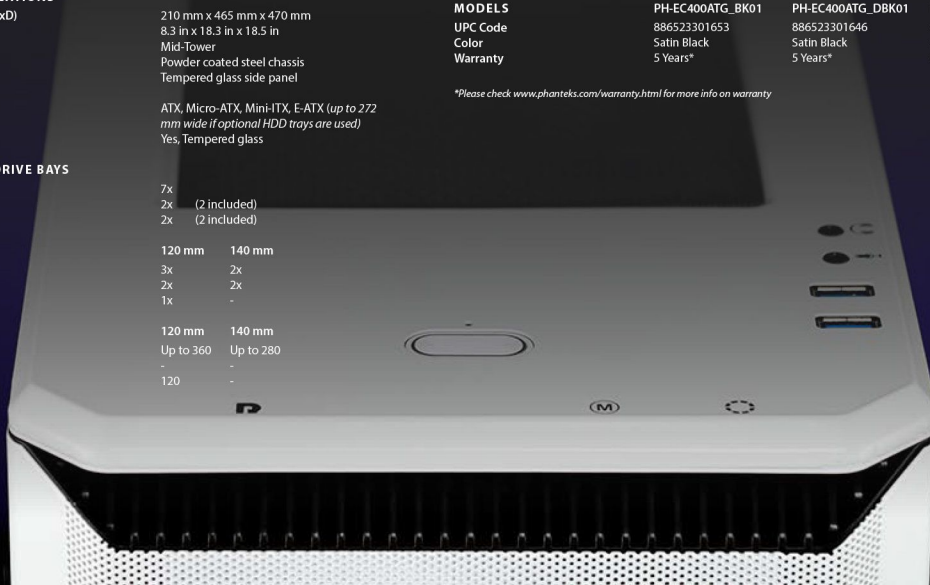 ATIONS
xD)
210 mm x 465 mm x 470 mm
8.3 in x 18.3 in x 18.5 in
Mid-Tower
Powder coated steel chassis
Tempered glass side panel
ATX, Micro-ATX, Mini-ITX, E-ATX (up to 272
mm wide if optional HDD trays are used)
Yes, Tempered glass
DRIVE BAYS
7x
2x (2 included)
2x (2 included)
120 mm 140 mm
3x 2x
2x 2x
1x -
120 mm 140 mm
Up to 360 Up to 280
- -
120 -
MODELS PH-EC400ATG_BK01 PH-EC400ATG_DBK01
UPC Code 886523301653 886523301646
Color Satin Black Satin Black
Warranty 5 Years* 5 Years*
*Please check www.phanteks.com/warranty.html for more info on warranty
M